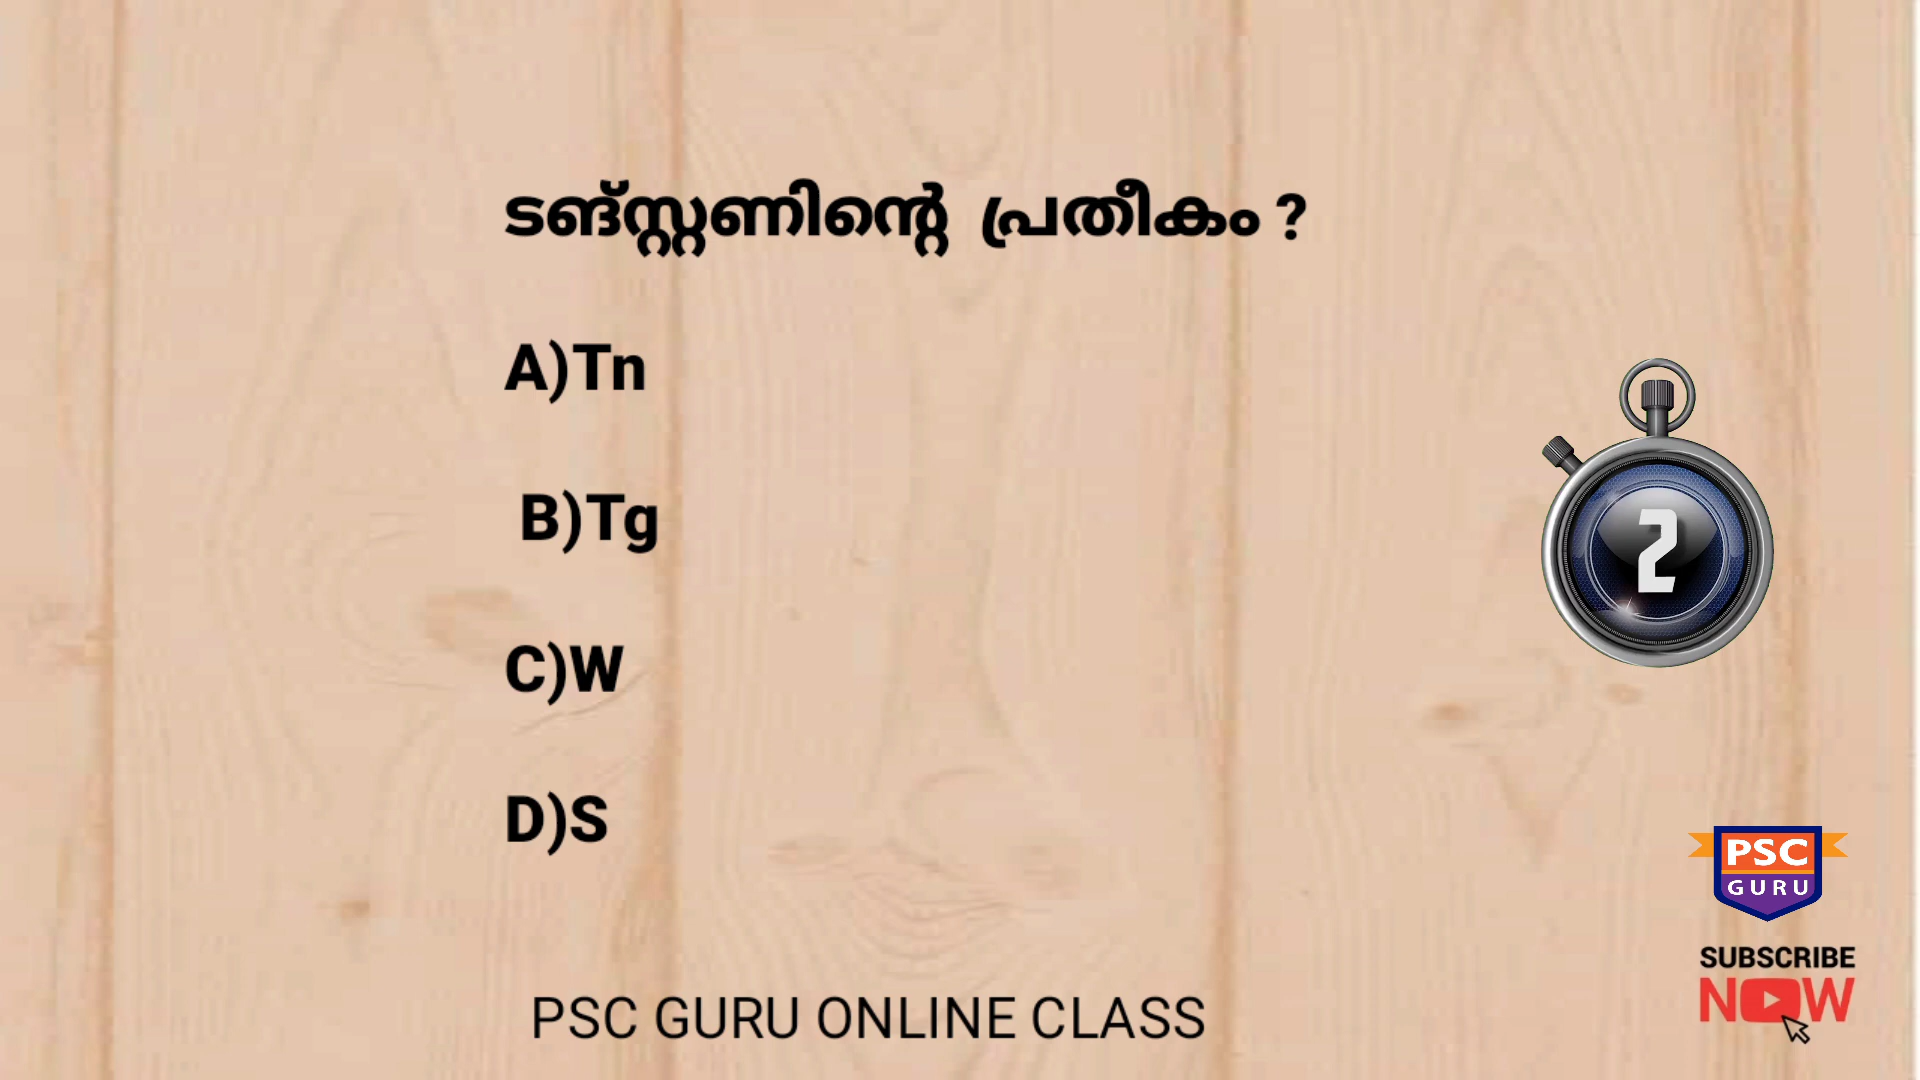 ടങ്സ്റ്റണിന്റെ പ്രതീകം ?
A)Tn
B)Tg
C)W
D)S
2
PSC
GURU
SUBSCRIBE
NOW
PSC GURU ONLINE CLASS